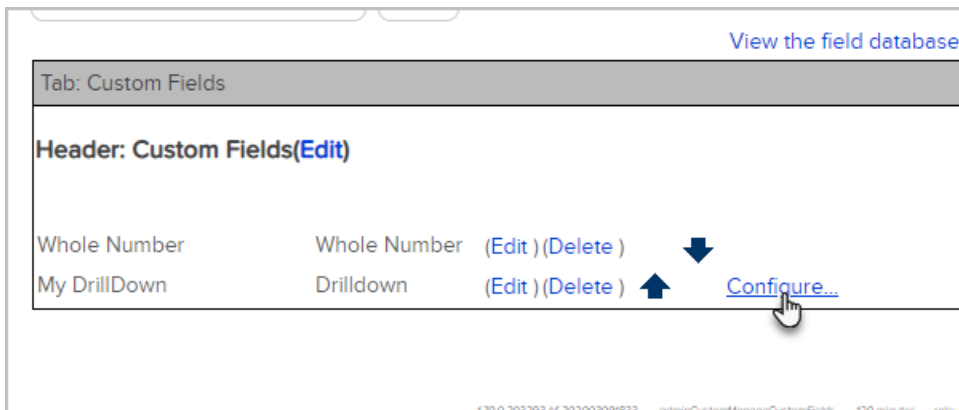 View the field database
Tab: Custom Fields
Header: Custom Fields(Edit)
Whole Number Whole Number (Edit ) (Delete )
My DrillDown Drilldown (Edit ) (Delete ) Configure...